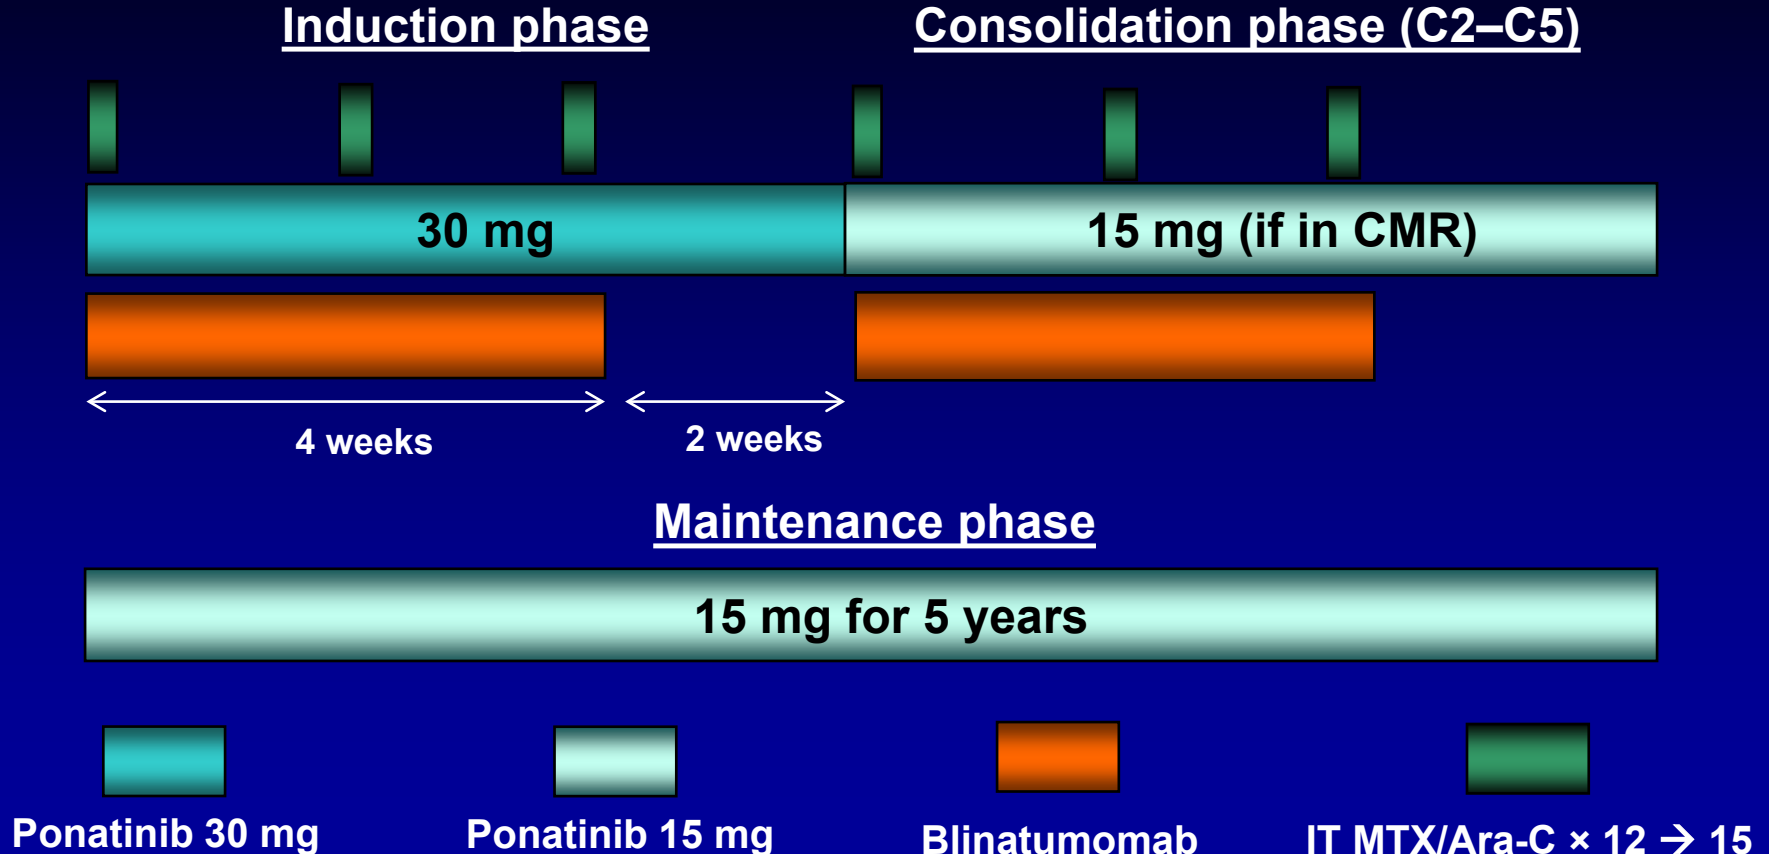 Induction phase
Consolidation phase (C2–C5)
30 mg
15 mg (if in CMR)
4 weeks
2 weeks
Maintenance phase
15 mg for 5 years
Ponatinib 30 mg
Ponatinib 15 mg
Blinatumomab
IT MTX/Ara-C × 12 → 15